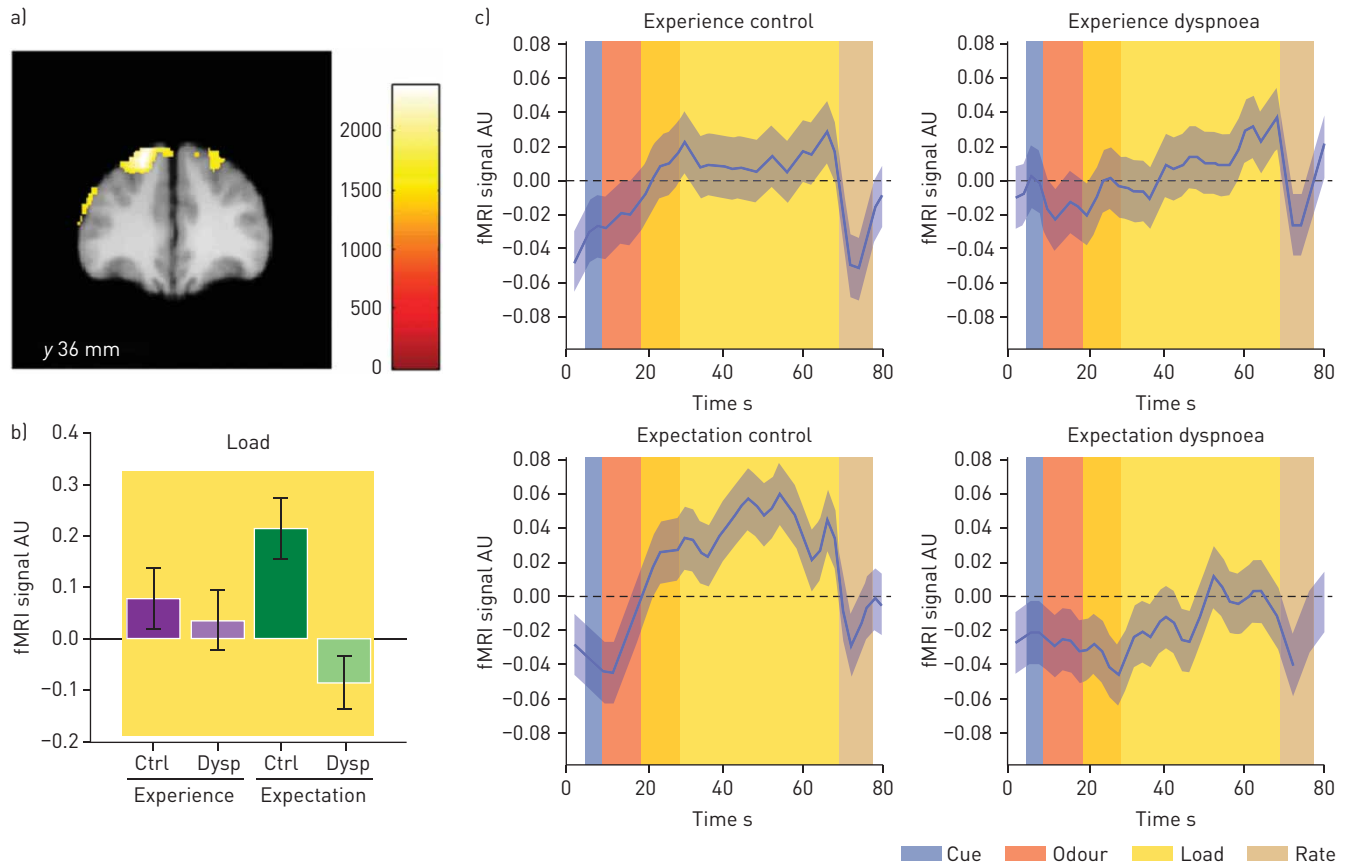 a)
2000
1500
1000
500
0
y 36 mm
b)
Load
fMRI signal AU
0.4
0.3
0.2
0.1
0.0
−0.1
−0.2
Ctrl Dysp Ctrl Dysp
Experience Expectation
c)
Experience control
fMRI signal AU
0.08
0.06
0.04
0.02
0.00
−0.02
−0.04
−0.06
−0.08
0 20 40 60 80
Time s
Experience dyspnoea
fMRI signal AU
0.08
0.06
0.04
0.02
0.00
−0.02
−0.04
−0.06
−0.08
0 20 40 60 80
Time s
Expectation control
fMRI signal AU
0.08
0.06
0.04
0.02
0.00
−0.02
−0.04
−0.06
−0.08
0 20 40 60 80
Time s
Expectation dyspnoea
fMRI signal AU
0.08
0.06
0.04
0.02
0.00
−0.02
−0.04
−0.06
−0.08
0 20 40 60 80
Time s
Cue Odour Load Rate